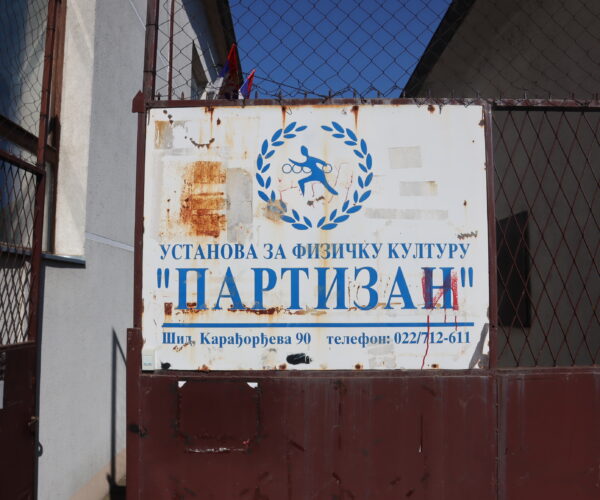 УСТАНОВА ЗА ФИЗИЧКУ КУЛТУРУ
"ПАРТИЗАН"
Шид, Карађорђева 90 телефон: 022/712-611